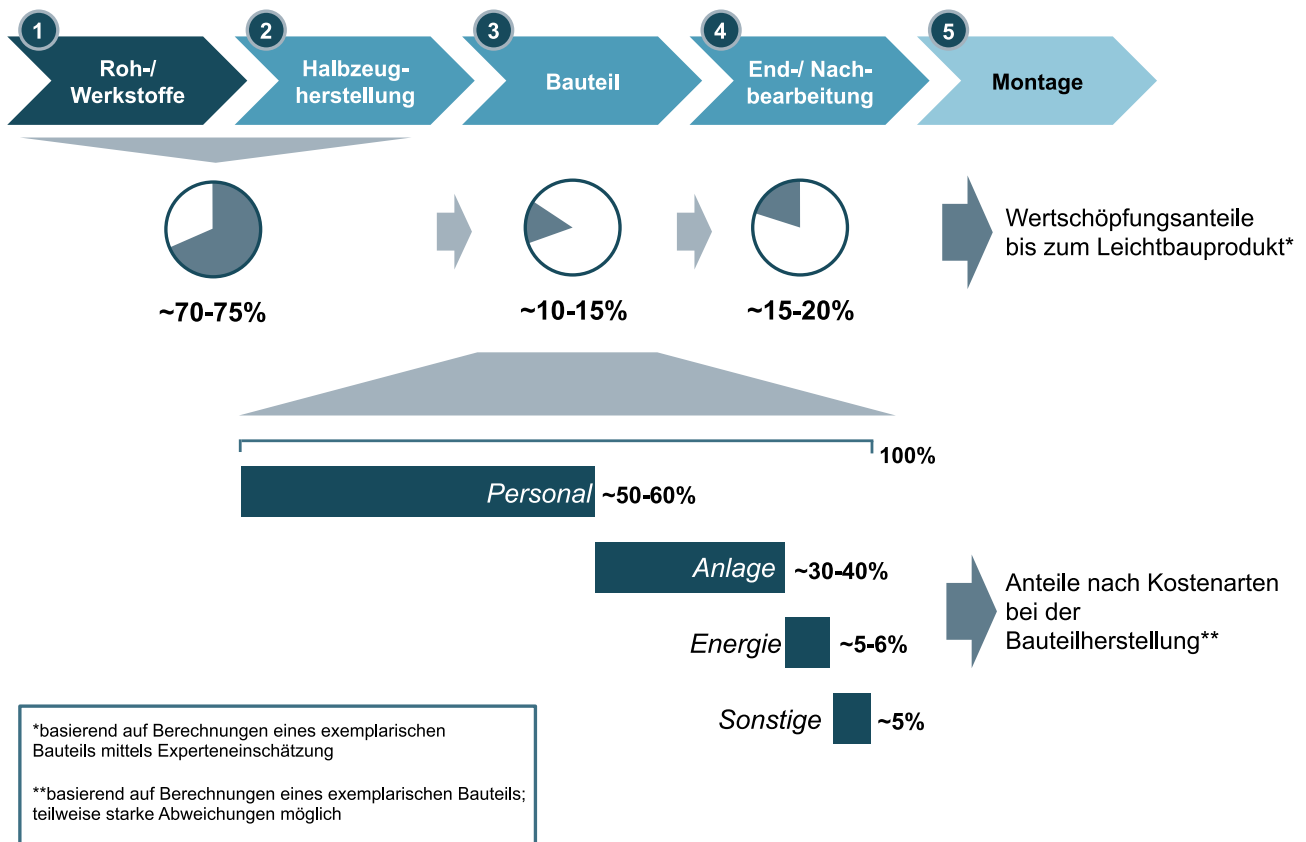 1
Roh-/
Werkstoffe
2
Halbzeug-
herstellung
3
Bauteil
4
End-/ Nach-
bearbeitung
5
Montage
~70-75%
~10-15%
~15-20%
Wertschöpfungsanteile
bis zum Leichtbauprodukt*
100%
Personal ~50-60%
Anlage ~30-40%
Energie ~5-6%
Sonstige ~5%
Anteile nach Kostenarten
bei der
Bauteilherstellung**
*basierend auf Berechnungen eines exemplarischen
Bauteils mittels Experteneinschätzung
**basierend auf Berechnungen eines exemplarischen Bauteils;
teilweise starke Abweichungen möglich